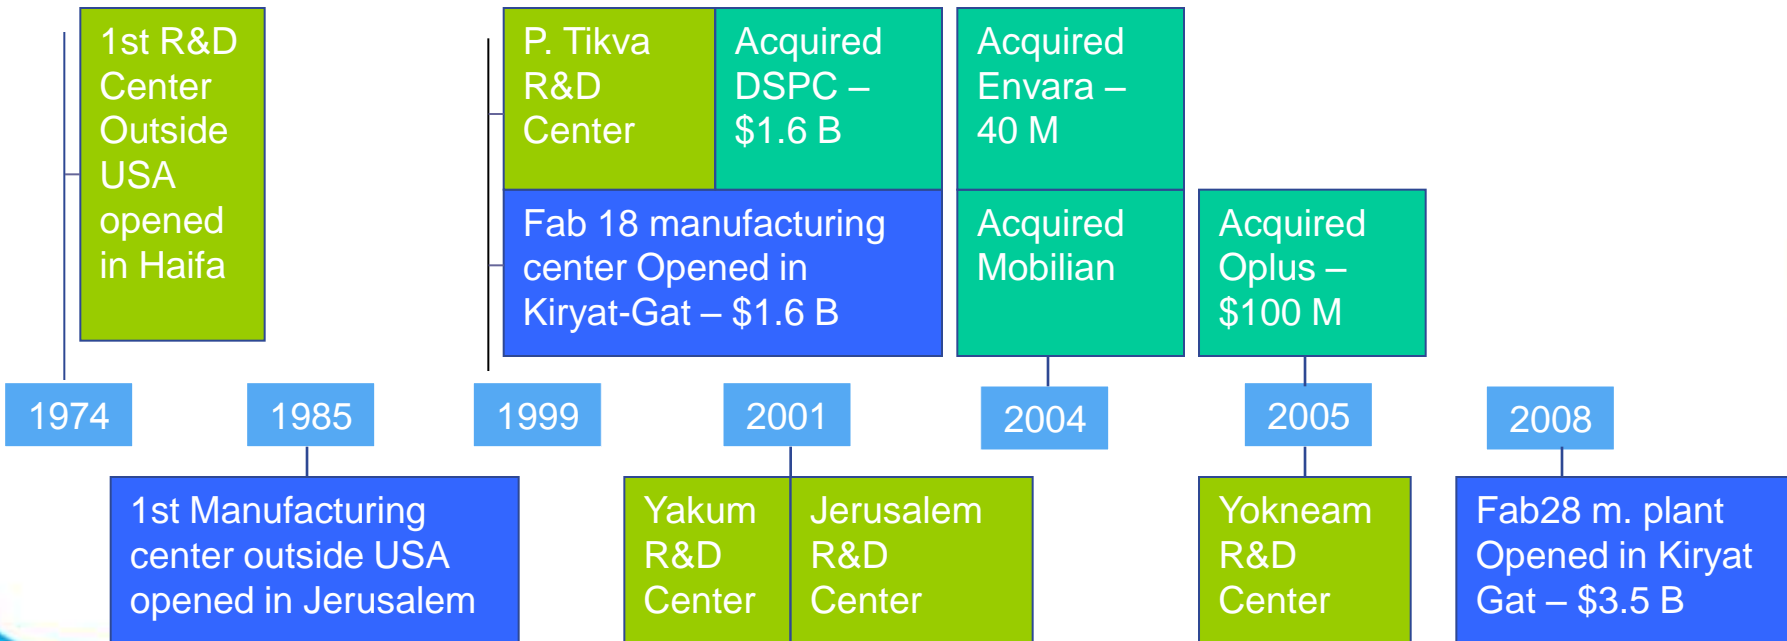 1st R&D
Center
Outside
USA
opened
in Haifa
P. Tikva
R&D
Center
Acquired
DSPC –
$1.6 B
Acquired
Envara –
40 M
Fab 18 manufacturing
center Opened in
Kiryat-Gat – $1.6 B
Acquired
Mobilian
Acquired
Oplus –
$100 M
1974
1985
1999
2001
2004
2005
2008
1st Manufacturing
center outside USA
opened in Jerusalem
Yakum
R&D
Center
Jerusalem
R&D
Center
Yokneam
R&D
Center
Fab28 m. plant
Opened in Kiryat
Gat – $3.5 B